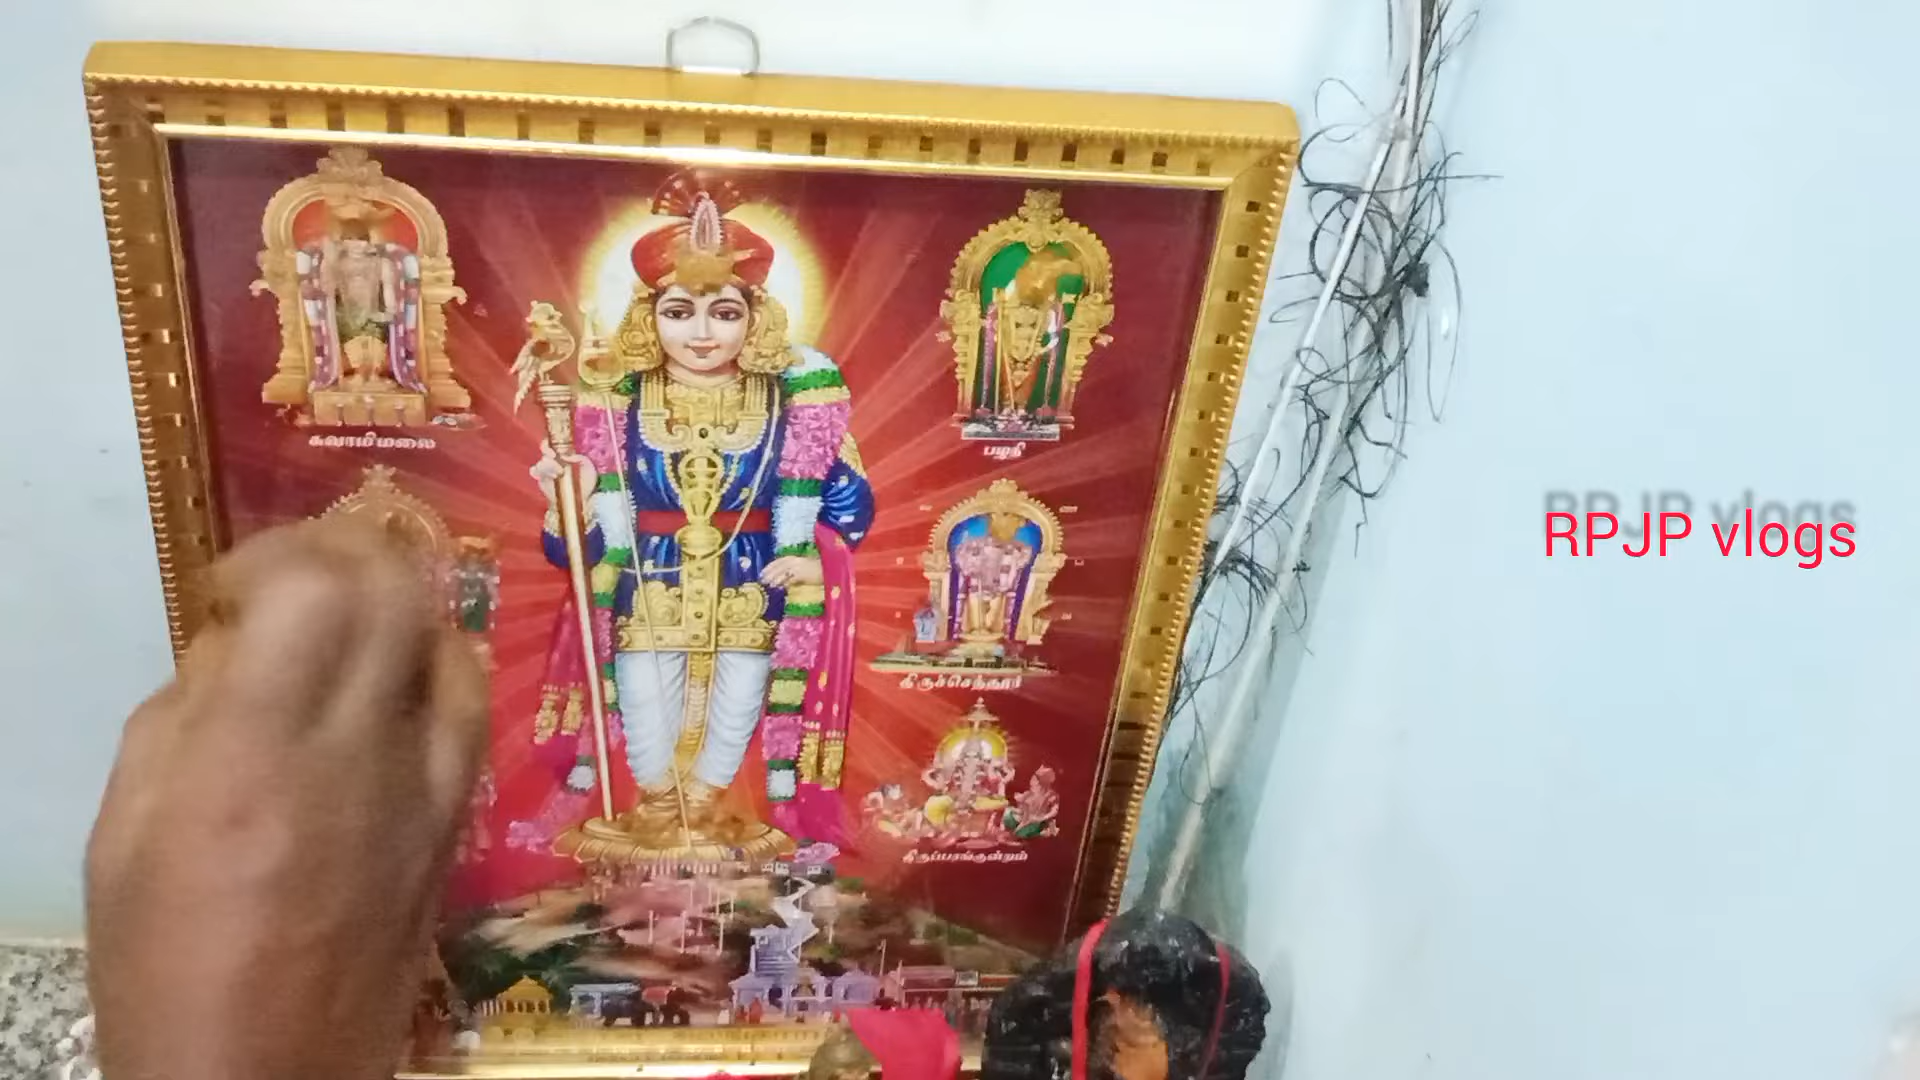 சுவாமிமலை
பழநி
திருச்செந்தூர்
திருப்பரங்குன்றம்
RPJP vlogs